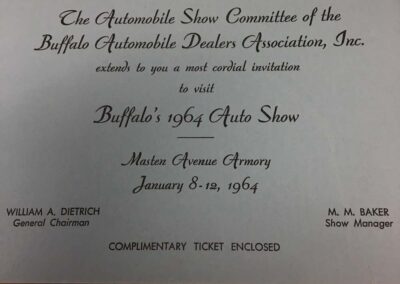 The Automobile Show Committee of the
Buffalo Automobile Dealers Association, Inc.
extends to you a most cordial invitation
to visit
Buffalo's 1964 Auto Show
Masten Avenue Armory
January 8-12, 1964
WILLIAM A. DIETRICH
General Chairman
M. M. BAKER
Show Manager
COMPLIMENTARY TICKET ENCLOSED